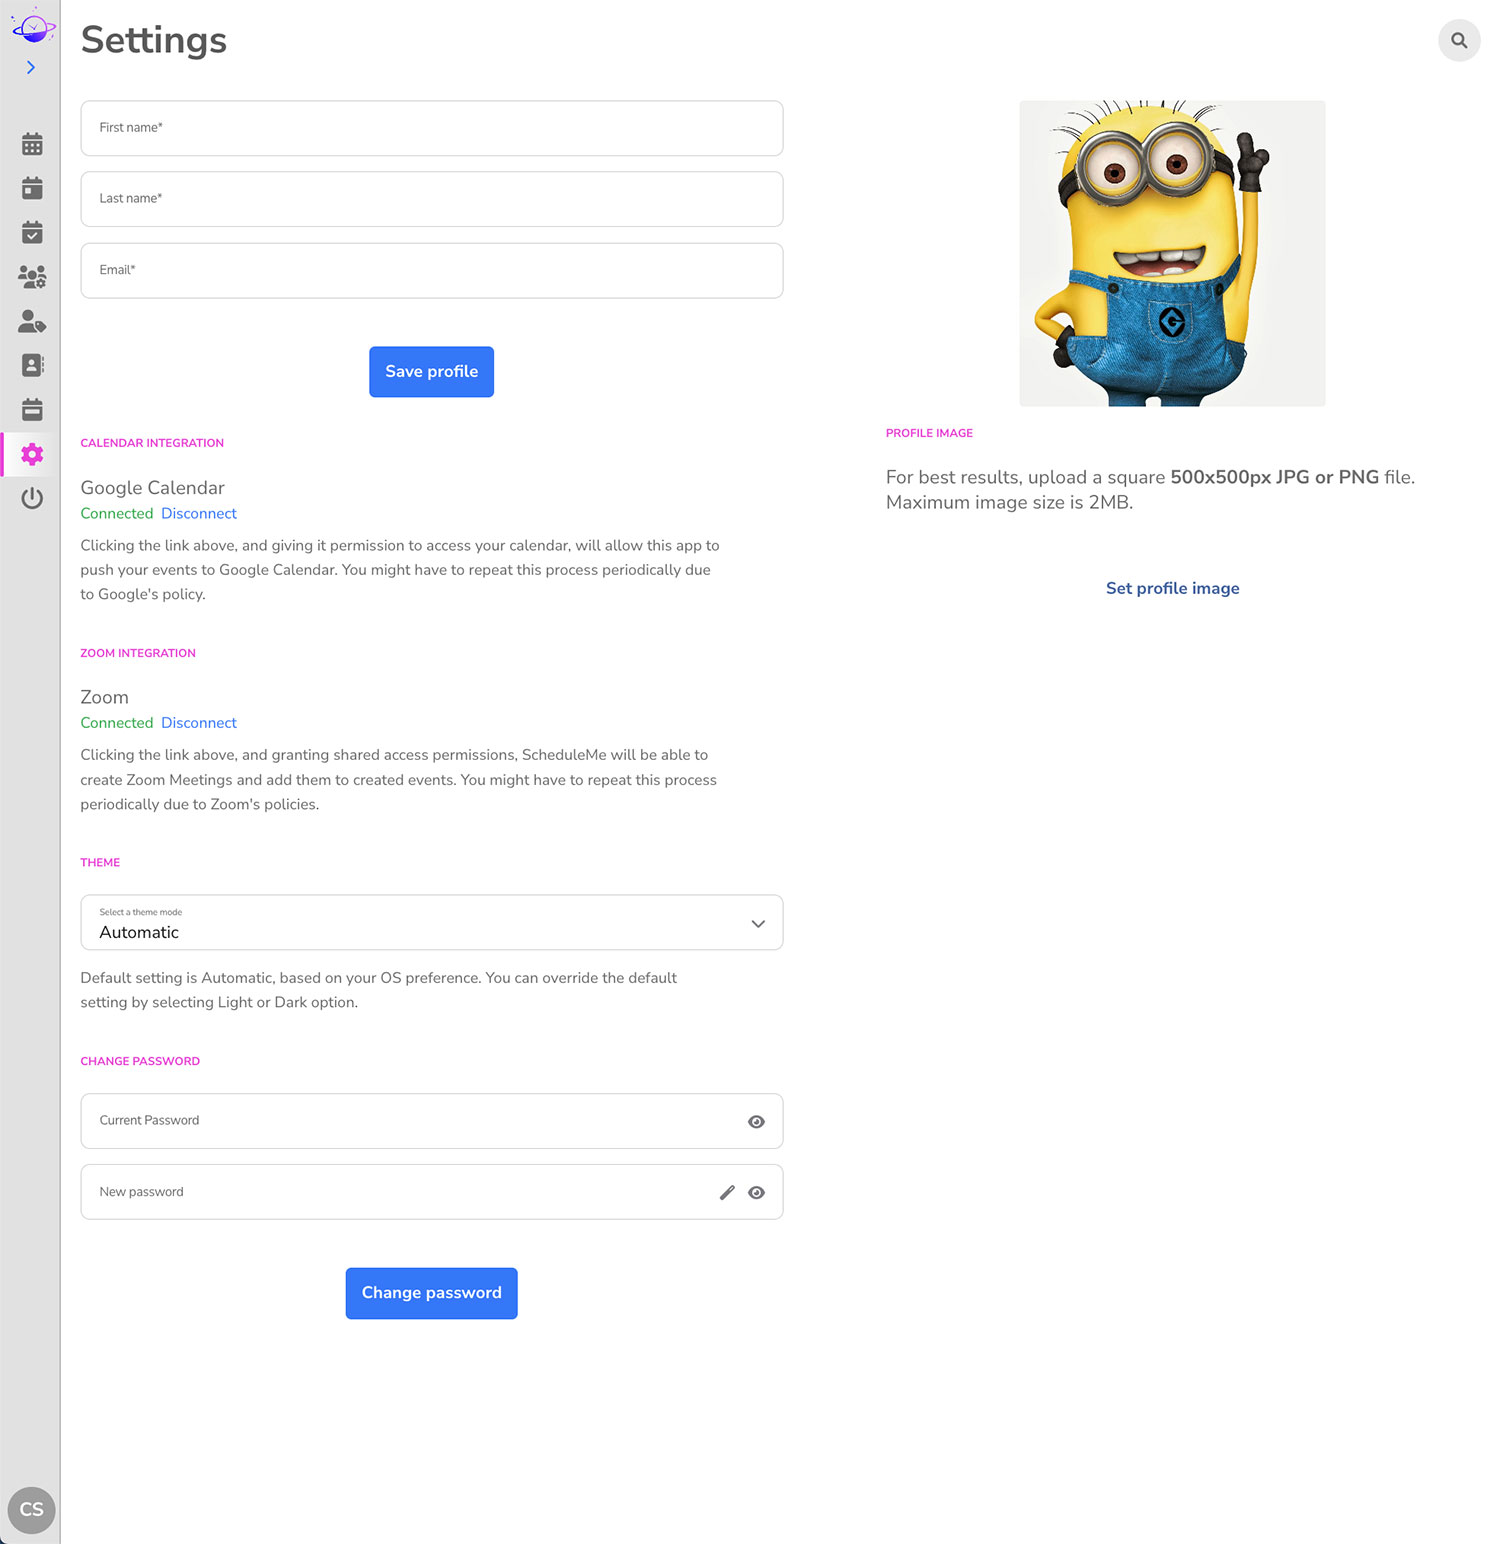 Settings
First name*
Last name*
Email*
Save profile
CALENDAR INTEGRATION
Google Calendar
Connected Disconnect
Clicking the link above, and giving it permission to access your calendar, will allow this app to
push your events to Google Calendar. You might have to repeat this process periodically due
to Google's policy.
ZOOM INTEGRATION
Zoom
Connected Disconnect
Clicking the link above, and granting shared access permissions, ScheduleMe will be able to
create Zoom Meetings and add them to created events. You might have to repeat this process
periodically due to Zoom's policies.
THEME
Select a theme mode
Automatic
Default setting is Automatic, based on your OS preference. You can override the default
setting by selecting Light or Dark option.
CHANGE PASSWORD
Current Password
New password
Change password
PROFILE IMAGE
For best results, upload a square 500x500px JPG or PNG file.
Maximum image size is 2MB.
Set profile image
CS